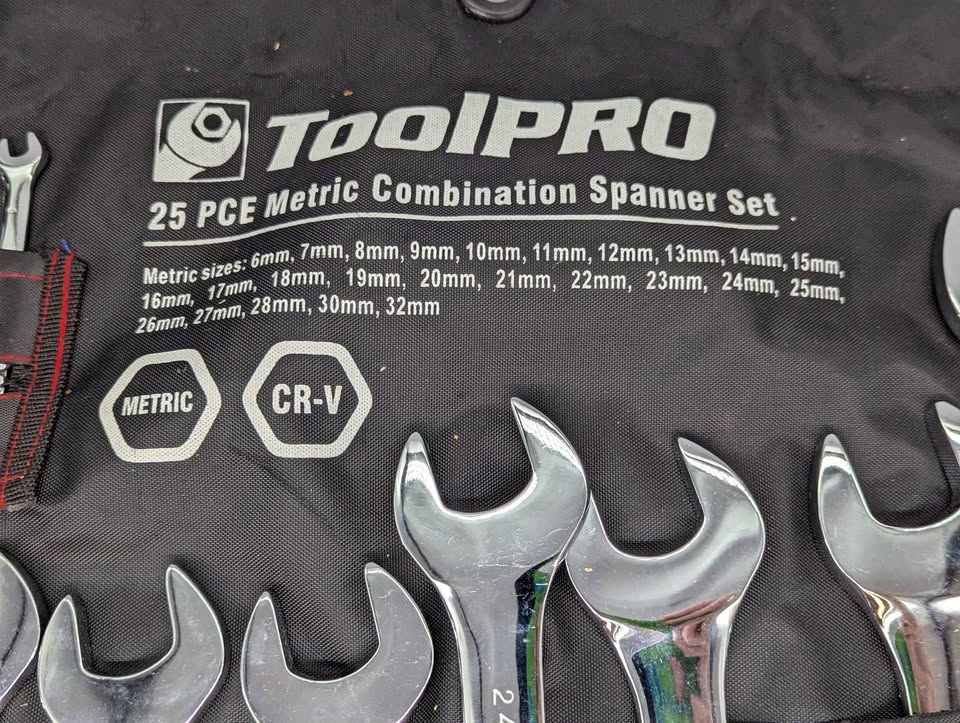 TOOLPRO
25 PCE Metric Combination Spanner Set
Metric sizes: 6mm, 7mm, 8mm, 9mm, 10mm, 11mm, 12mm, 13mm, 14mm, 15mm,
16mm, 17mm, 18mm, 19mm, 20mm, 21mm, 22mm, 23mm, 24mm, 25mm,
26mm, 27mm, 28mm, 30mm, 32mm
METRIC
CR-V
24